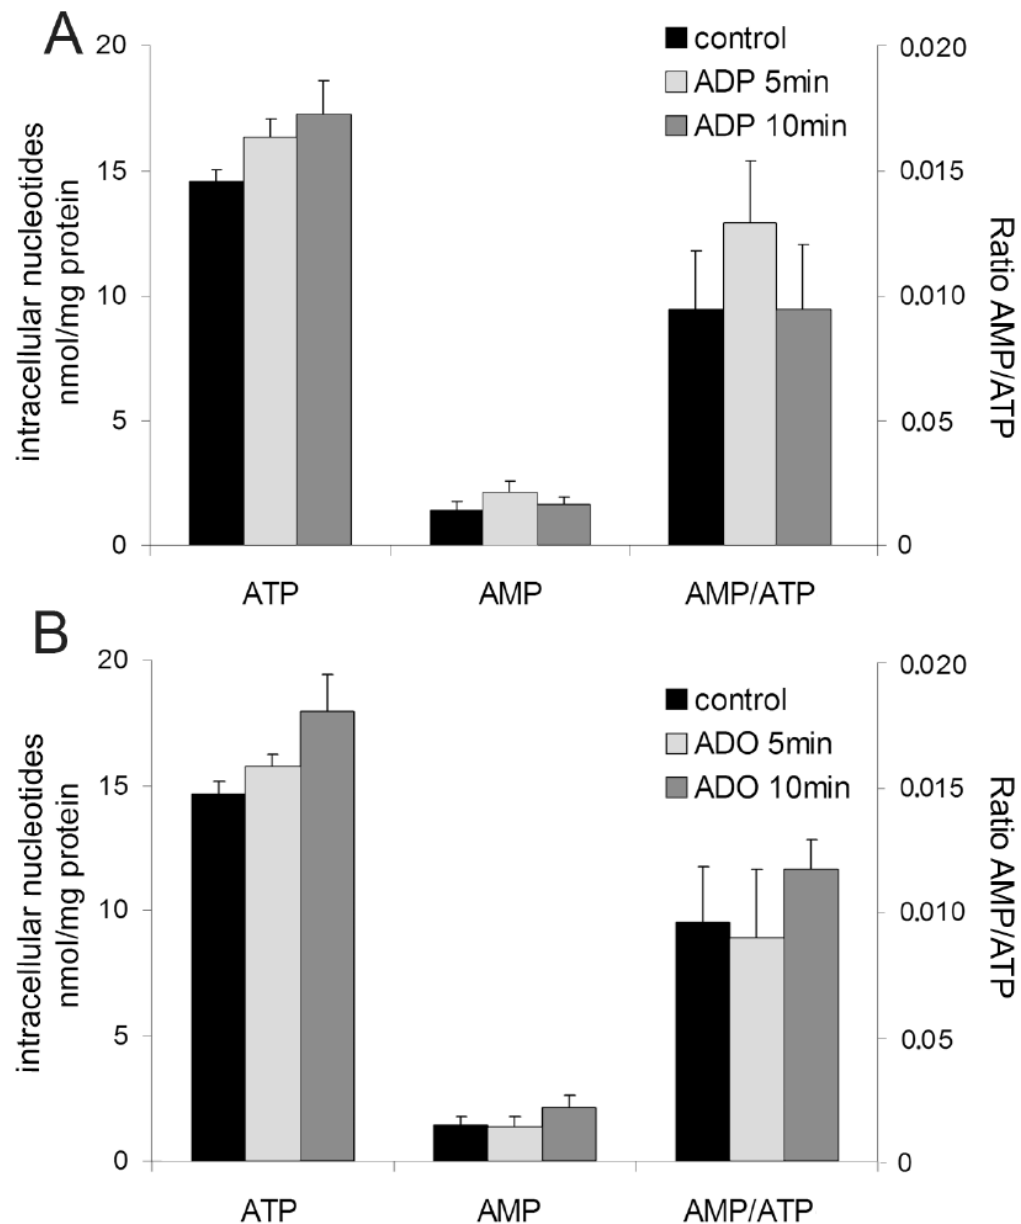 A
control
ADP 5min
ADP 10min
20
15
10
5
0
intracellular nucleotides
nmol/mg protein
0.020
0.015
0.010
0.05
0
Ratio AMP/ATP
ATP
AMP
AMP/ATP
B
control
ADO 5min
ADO 10min
20
15
10
5
0
intracellular nucleotides
nmol/mg protein
0.020
0.015
0.010
0.05
0
Ratio AMP/ATP
ATP
AMP
AMP/ATP